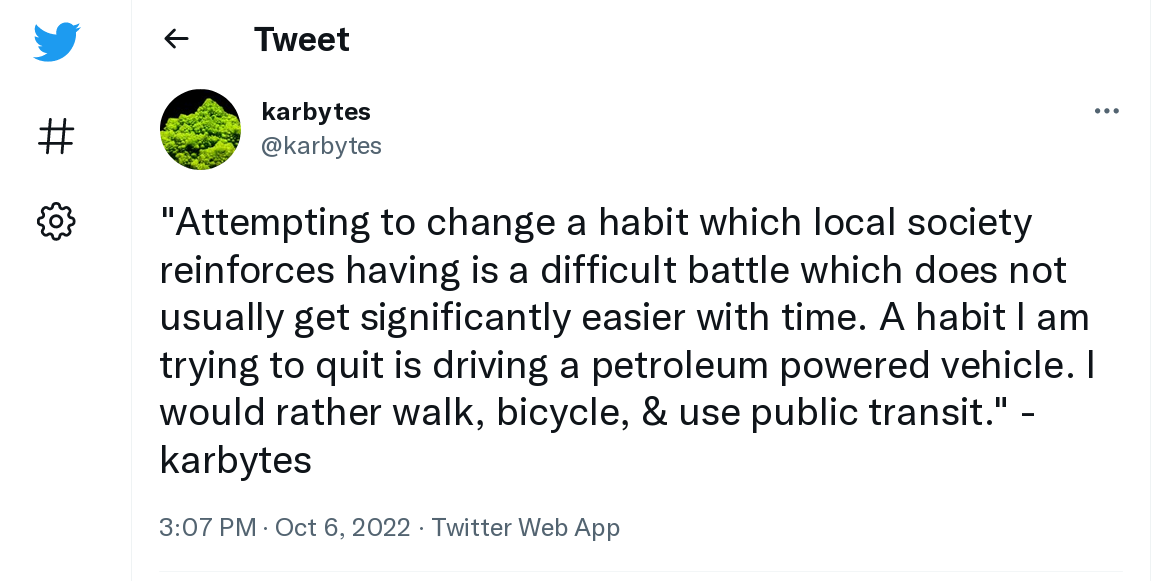 Tweet
karbytes
@karbytes
"Attempting to change a habit which local society
reinforces having is a difficult battle which does not
usually get significantly easier with time. A habit I am
trying to quit is driving a petroleum powered vehicle. I
would rather walk, bicycle, & use public transit." -
karbytes
3:07 PM · Oct 6, 2022 · Twitter Web App